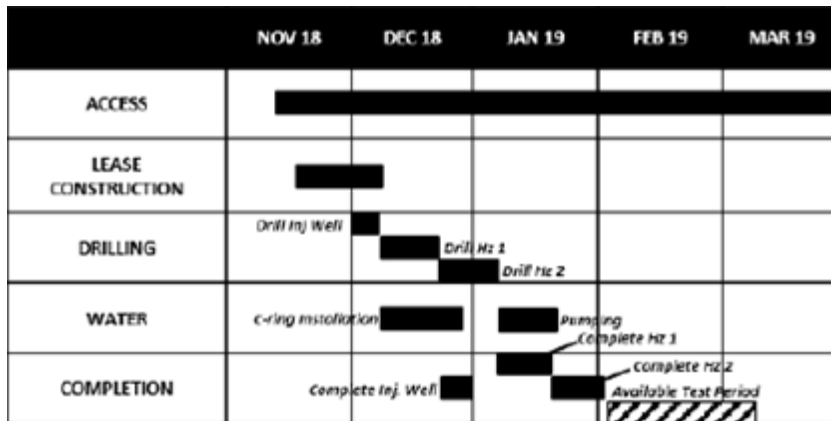 NOV 18 DEC 18 JAN 19 FEB 19 MAR 19
ACCESS
LEASE
CONSTRUCTION
Drill Inj Well
DRILLING
Drill Hz 1
Drill Hz 2
WATER
c-ring Installation
Pumping
Complete Hz 1
COMPLETION
Complete Inj. Well
Complete Hz 2
Available Test Period